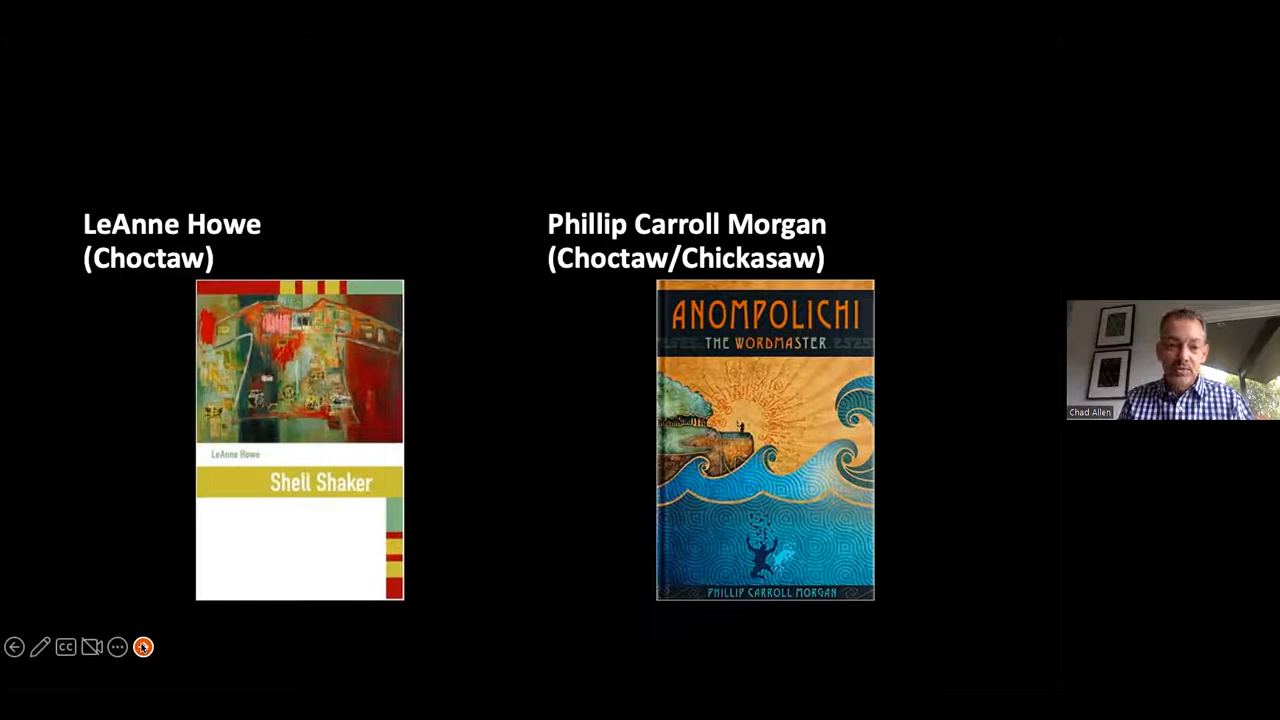 LeAnne Howe
(Choctaw)
LeAnne Howe
Shell Shaker
Phillip Carroll Morgan
(Choctaw/Chickasaw)
ANOMPOLICHI
THE WORDMASTER
PHILLIP CARROLL MORGAN
Chad Allen
CC